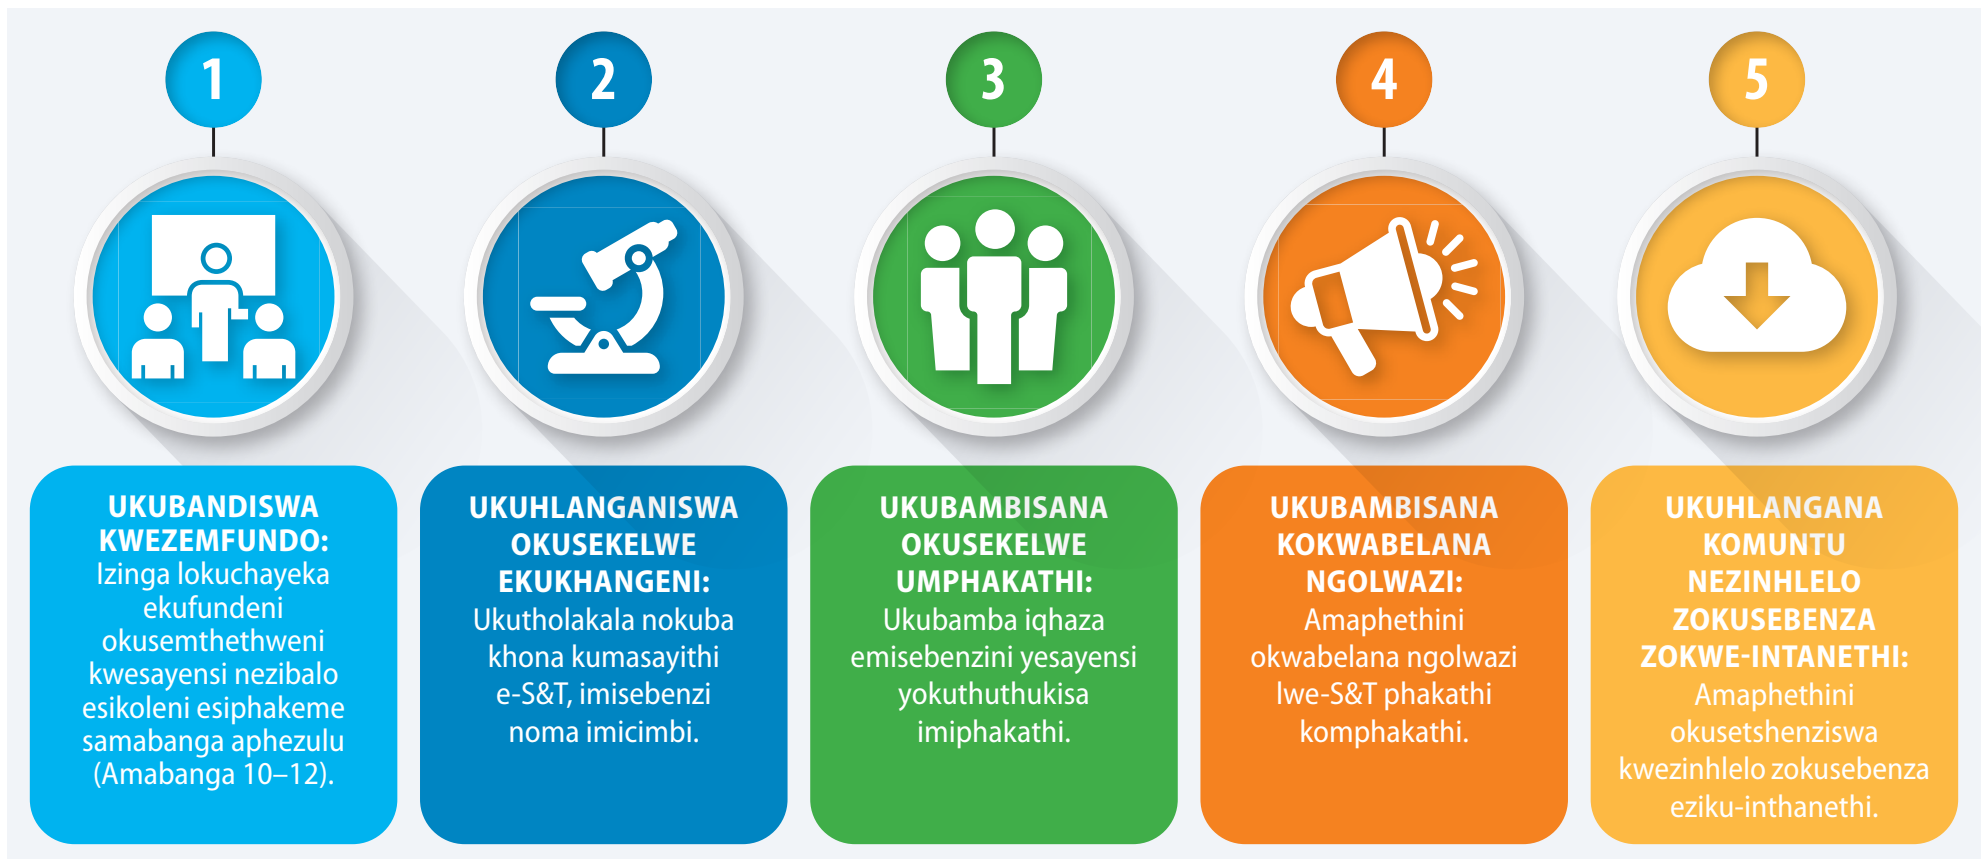 1
UKUBANDISWA
KWEZEMFUNDO:
Izinga lokuchayeka
ekufundeni
okusemthethweni
kwesayensi nezibalo
esikoleni esiphakeme
samabanga aphezulu
(Amabanga 10–12).
2
UKUHLANGANISWA
OKUSEKELWE
EKUKHANGENI:
Ukutholakala nokuba
khona kumasayithi
e-S&T, imisebenzi
noma imicimbi.
3
UKUBAMBISANA
OKUSEKELWE
UMPHAKATHI:
Ukubamba iqhaza
emisebenzini yesayensi
yokuthuthukisa
imiphakathi.
4
UKUBAMBISANA
KOKWABELANA
NGOLWAZI:
Amaphethini
okwabelana ngolwazi
lwe-S&T phakathi
komphakathi.
5
UKUHLANGANA
KOMUNTU
NEZINHLELO
ZOKUSEBENZA
ZOKWE-INTANETHI:
Amaphethini
okusetshenziswa
kwezinhlelo zokusebenza
eziku-inthanethi.